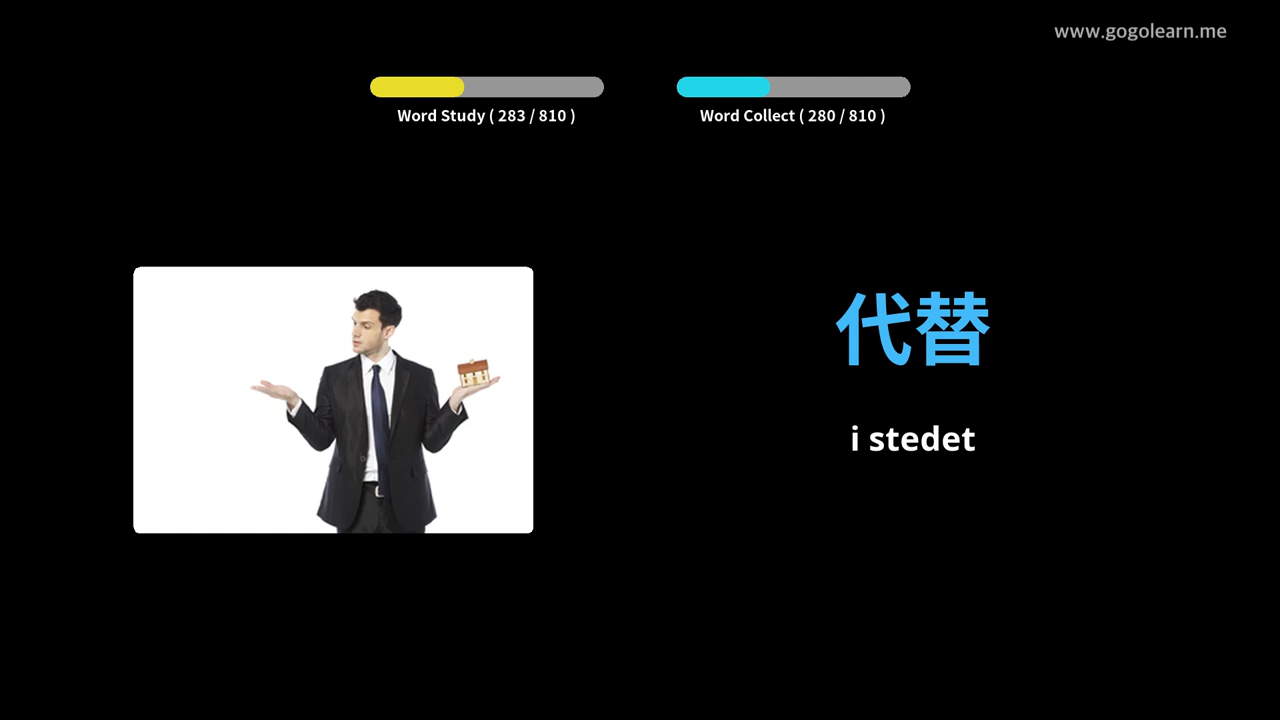 www.gogolearn.me
Word Study ( 283 / 810 )
Word Collect ( 280 / 810 )
代替
i stedet